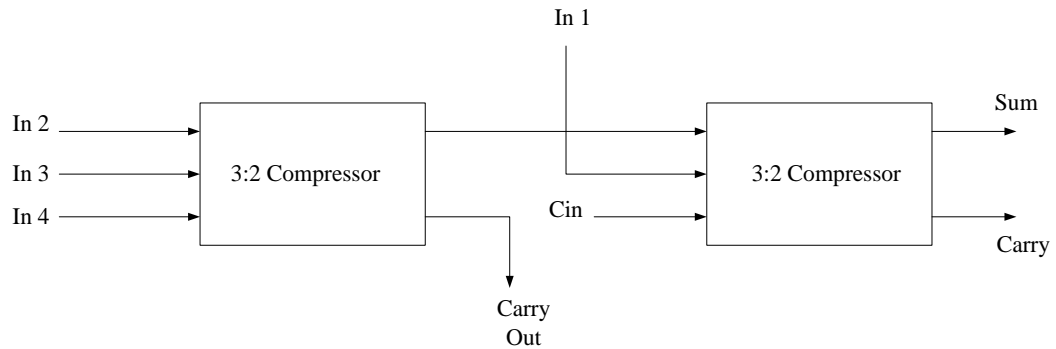 In 1
In 2
In 3
In 4
3:2 Compressor
Carry
Out
Cin
3:2 Compressor
Sum
Carry